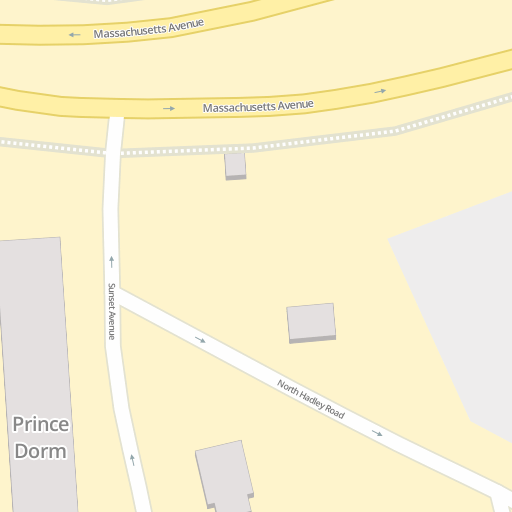 Massachusetts Avenue
Massachusetts Avenue
Sunset Avenue
North Hadley Road
Prince
Dorm